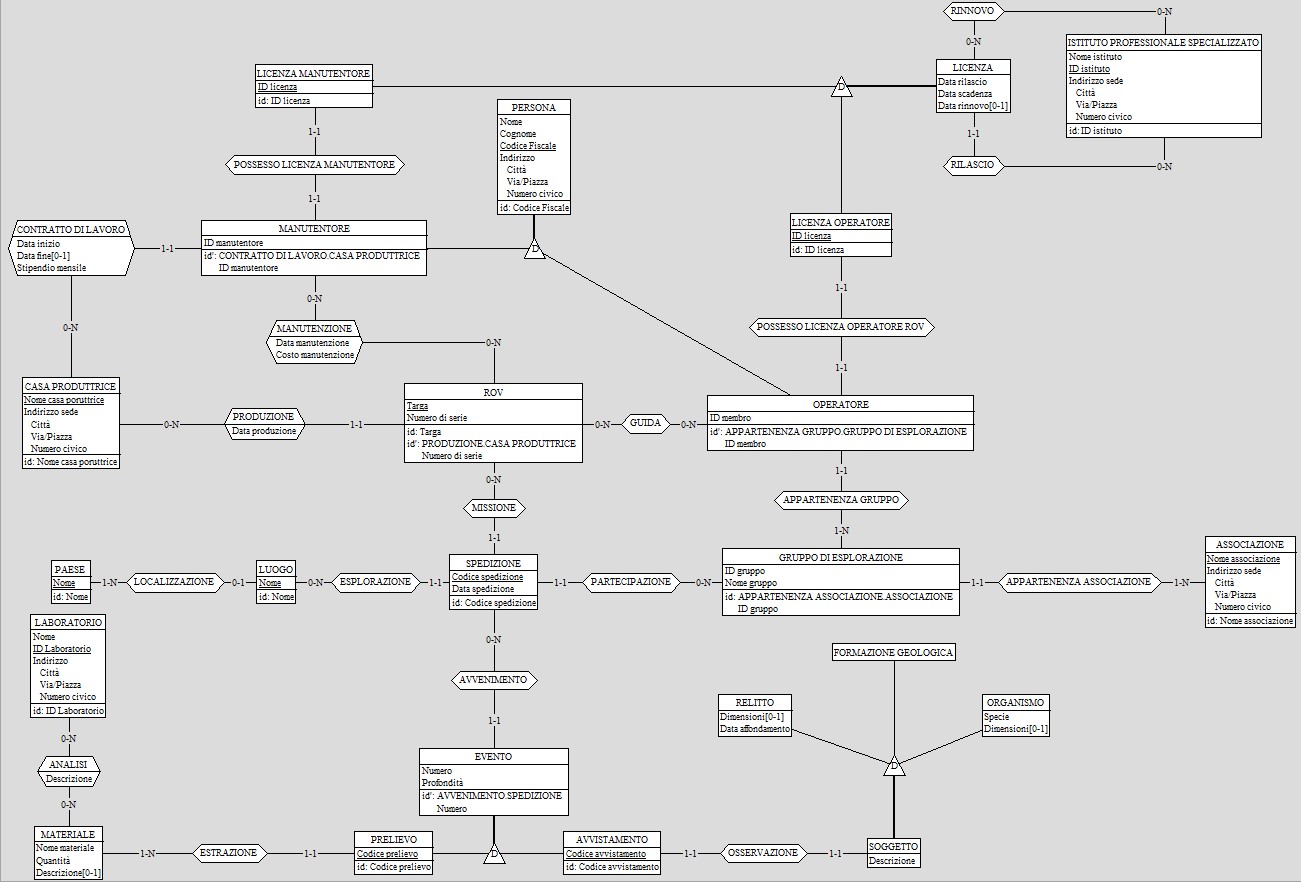 RINNOVO
0-N
0-N
ISTITUTO PROFESSIONALE SPECIALIZZATO
Nome istituto
ID istituto
Indirizzo sede
Città
Via/Piazza
Numero civico
id: ID istituto
LICENZA
Data rilascio
Data scadenza
Data rinnovo[0-1]
1-1
RILASCIO
0-N
D
LICENZA MANUTENTORE
ID licenza
id: ID licenza
1-1
POSSESSO LICENZA MANUTENTORE
1-1
PERSONA
Nome
Cognome
Codice Fiscale
Indirizzo
Città
Via/Piazza
Numero civico
id: Codice Fiscale
D
LICENZA OPERATORE
ID licenza
id: ID licenza
1-1
POSSESSO LICENZA OPERATORE ROV
1-1
CONTRATTO DI LAVORO
Data inizio
Data fine[0-1]
Stipendio mensile
1-1
MANUTENTORE
ID manutentore
id': CONTRATTO DI LAVORO.CASA PRODUTTRICE
ID manutentore
0-N
0-N
MANUTENZIONE
Data manutenzione
Costo manutenzione
0-N
CASA PRODUTTRICE
Nome casa poruttrice
Indirizzo sede
Città
Via/Piazza
Numero civico
id: Nome casa poruttrice
0-N
PRODUZIONE
Data produzione
1-1
ROV
Targa
Numero di serie
id: Targa
id': PRODUZIONE.CASA PRODUTTRICE
Numero di serie
0-N
GUIDA
0-N
OPERATORE
ID membro
id': APPARTENENZA GRUPPO.GRUPPO DI ESPLORAZIONE
ID membro
0-N
MISSIONE
1-1
1-1
APPARTENENZA GRUPPO
1-N
PAESE
Nome
id: Nome
1-N
LOCALIZZAZIONE
0-1
LUOGO
Nome
id: Nome
0-N
ESPLORAZIONE
1-1
SPEDIZIONE
Codice spedizione
Data spedizione
id: Codice spedizione
1-1
PARTECIPAZIONE
0-N
GRUPPO DI ESPLORAZIONE
ID gruppo
Nome gruppo
id: APPARTENENZA ASSOCIAZIONE.ASSOCIAZIONE
ID gruppo
1-1
APPARTENENZA ASSOCIAZIONE
1-N
ASSOCIAZIONE
Nome associazione
Indirizzo sede
Città
Via/Piazza
Numero civico
id: Nome associazione
LABORATORIO
Nome
ID Laboratorio
Indirizzo
Città
Via/Piazza
Numero civico
id: ID Laboratorio
0-N
ANALISI
Descrizione
0-N
0-N
AVVENIMENTO
1-1
EVENTO
Numero
Profondità
id': AVVENIMENTO.SPEDIZIONE
Numero
FORMAZIONE GEOLOGICA
RELITTO
Dimensioni[0-1]
Data affondamento
ORGANISMO
Specie
Dimensioni[0-1]
D
MATERIALE
Nome materiale
Quantità
Descrizione[0-1]
1-N
ESTRAZIONE
1-1
PRELIEVO
Codice prelievo
id: Codice prelievo
D
AVVISTAMENTO
Codice avvistamento
id: Codice avvistamento
1-1
OSSERVAZIONE
1-1
SOGGETTO
Descrizione